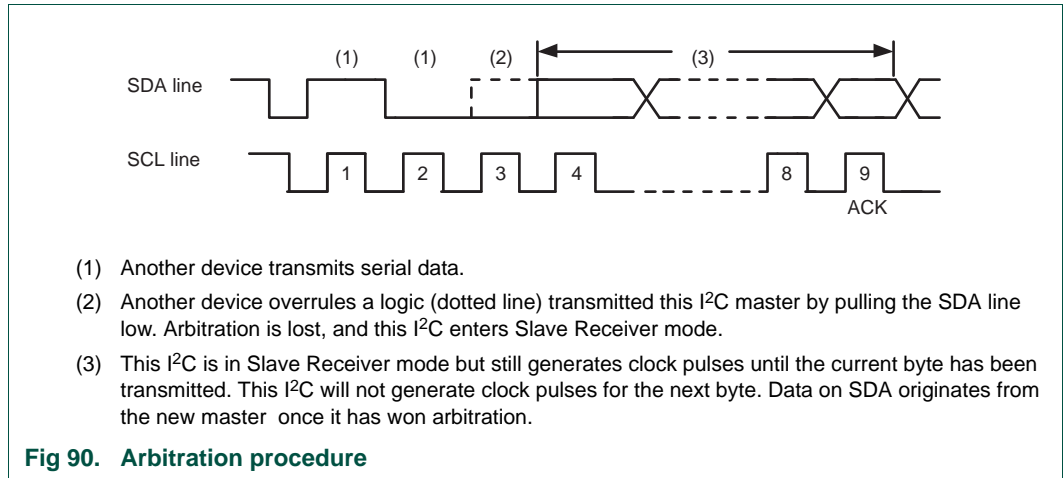 (1) (1) (2) (3)
SDA line
SCL line
1 2 3 4 8 9
ACK
(1) Another device transmits serial data.
(2) Another device overrules a logic (dotted line) transmitted this I2C master by pulling the SDA line
low. Arbitration is lost, and this I2C enters Slave Receiver mode.
(3) This I2C is in Slave Receiver mode but still generates clock pulses until the current byte has been
transmitted. This I2C will not generate clock pulses for the next byte. Data on SDA originates from
the new master once it has won arbitration.
Fig 90. Arbitration procedure